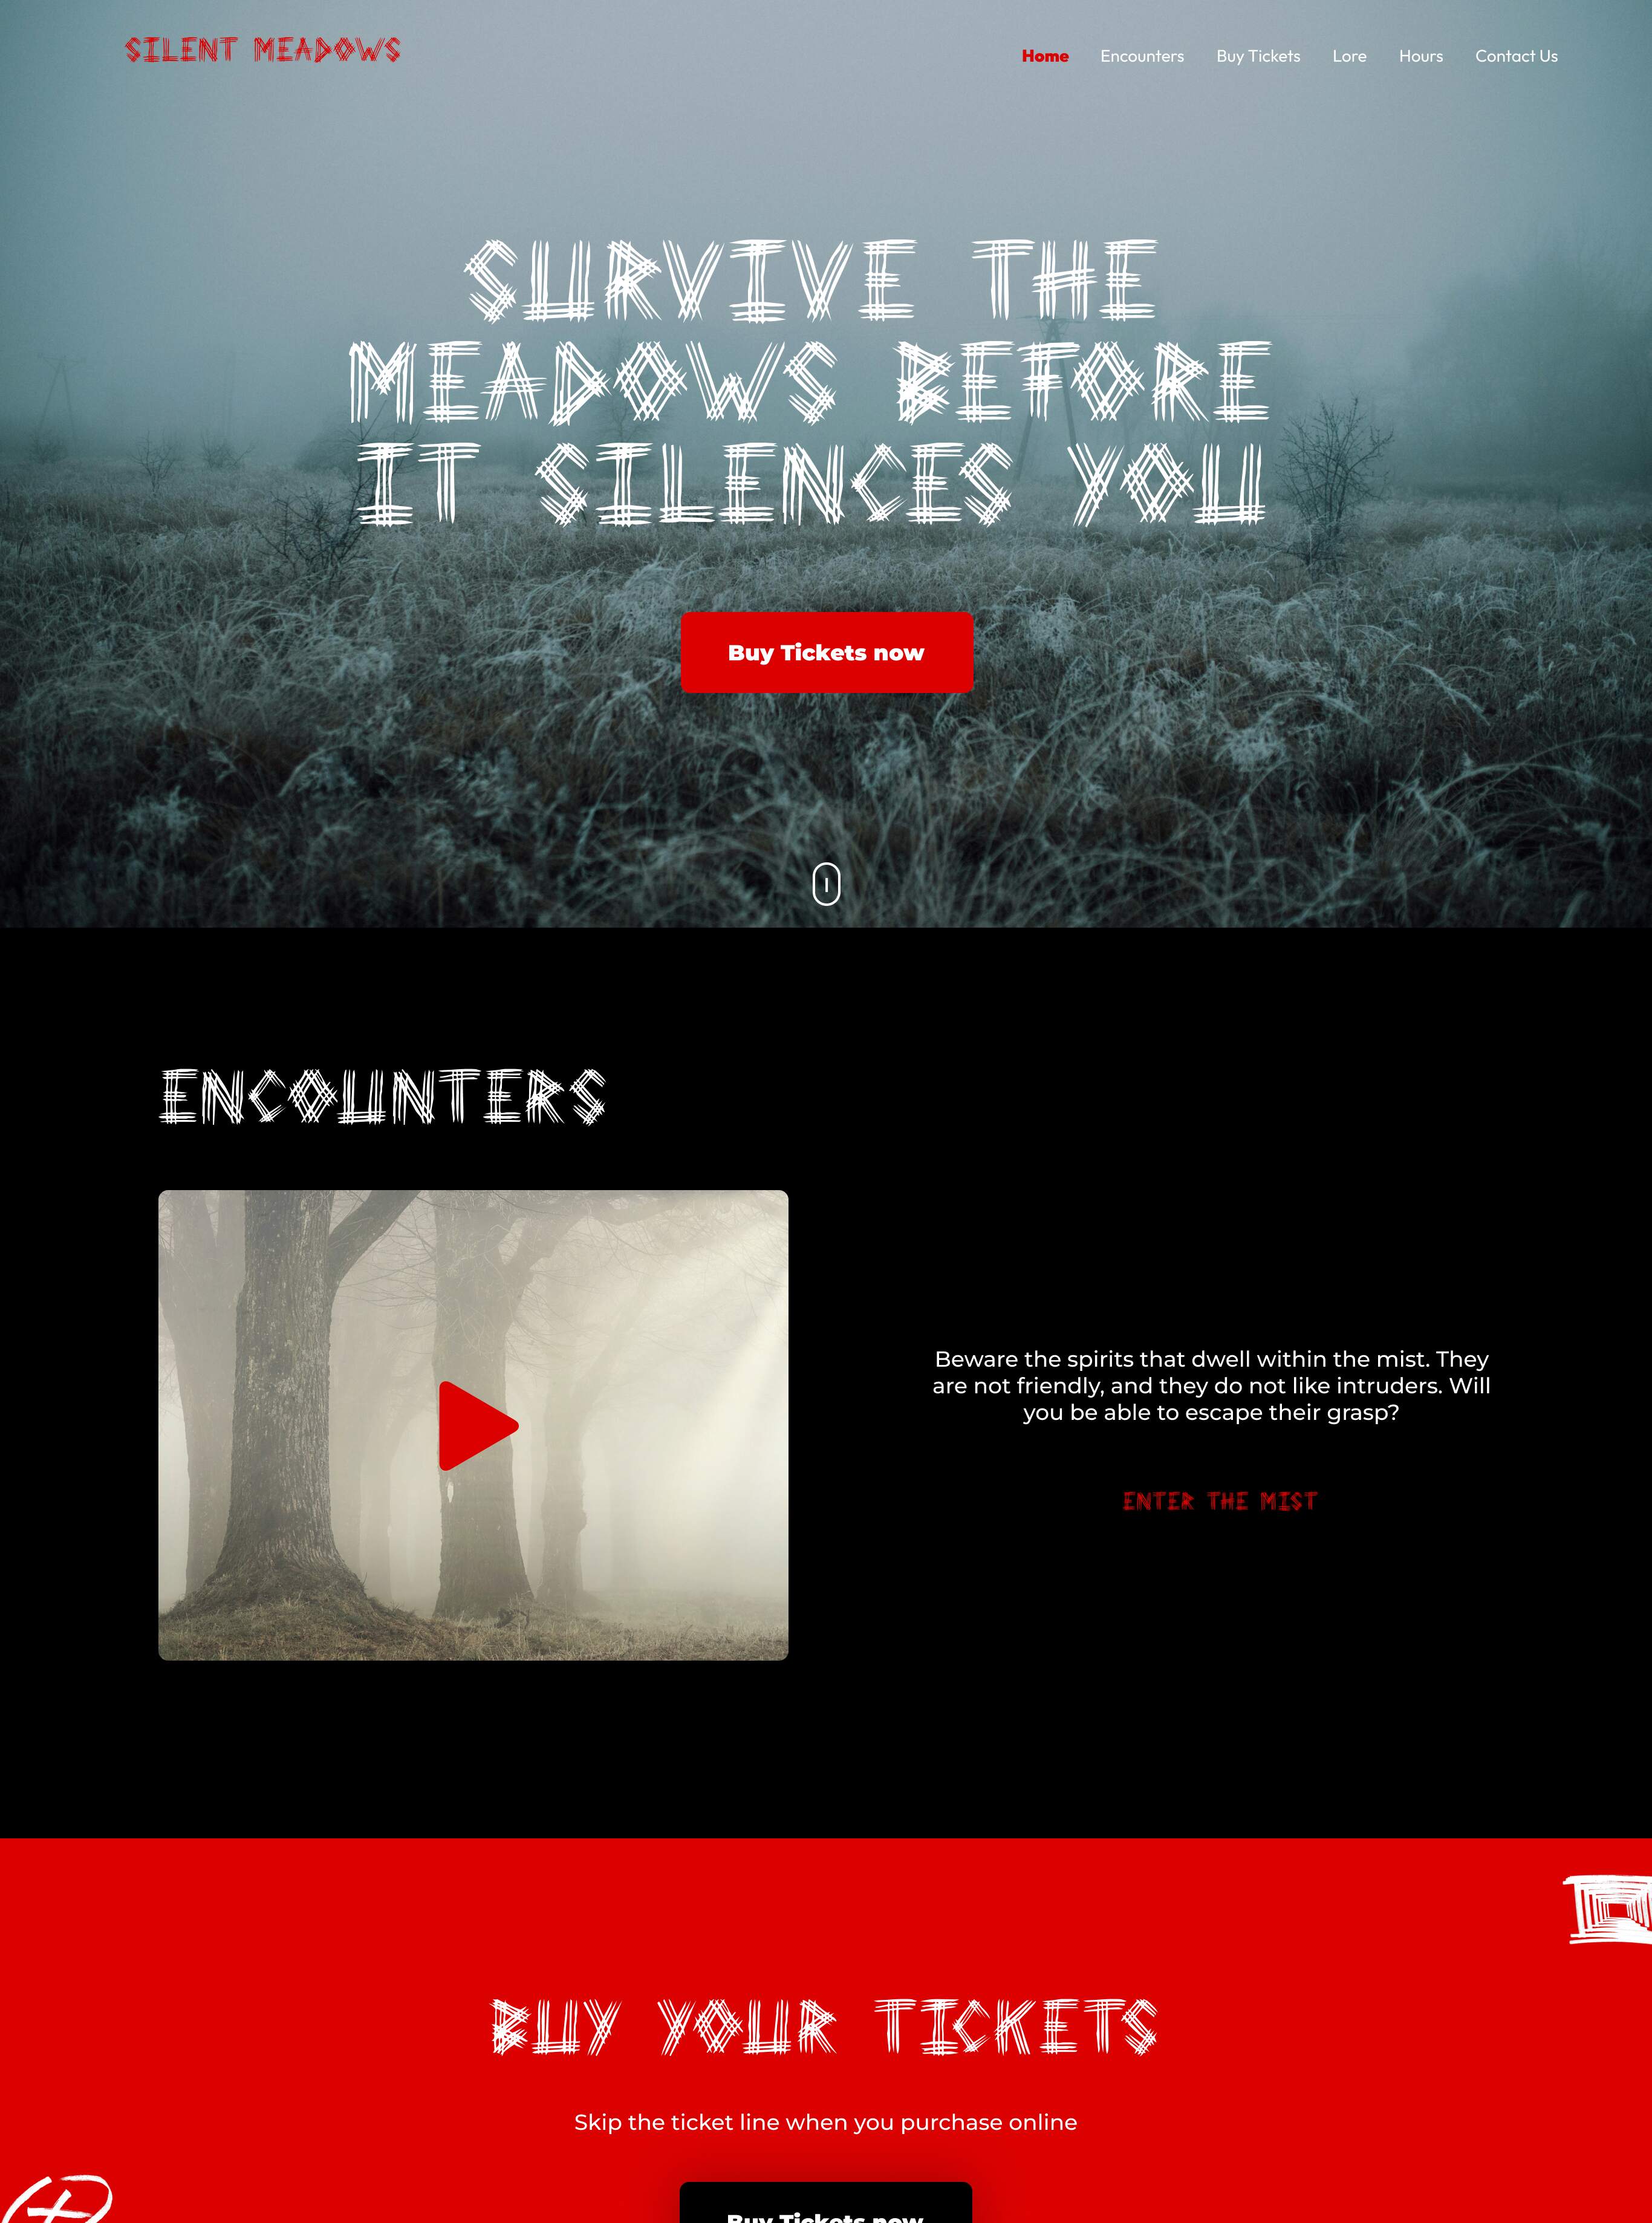 SILENT MEADOWS
Home Encounters Buy Tickets Lore Hours Contact Us
SURVIVE THE
MEADOWS BEFORE
IT SILENCES YOU
Buy Tickets now
ENCOUNTERS
Beware the spirits that dwell within the mist. They
are not friendly, and they do not like intruders. Will
you be able to escape their grasp?
ENTER THE MIST
BUY YOUR TICKETS
Skip the ticket line when you purchase online
Buy Tickets now